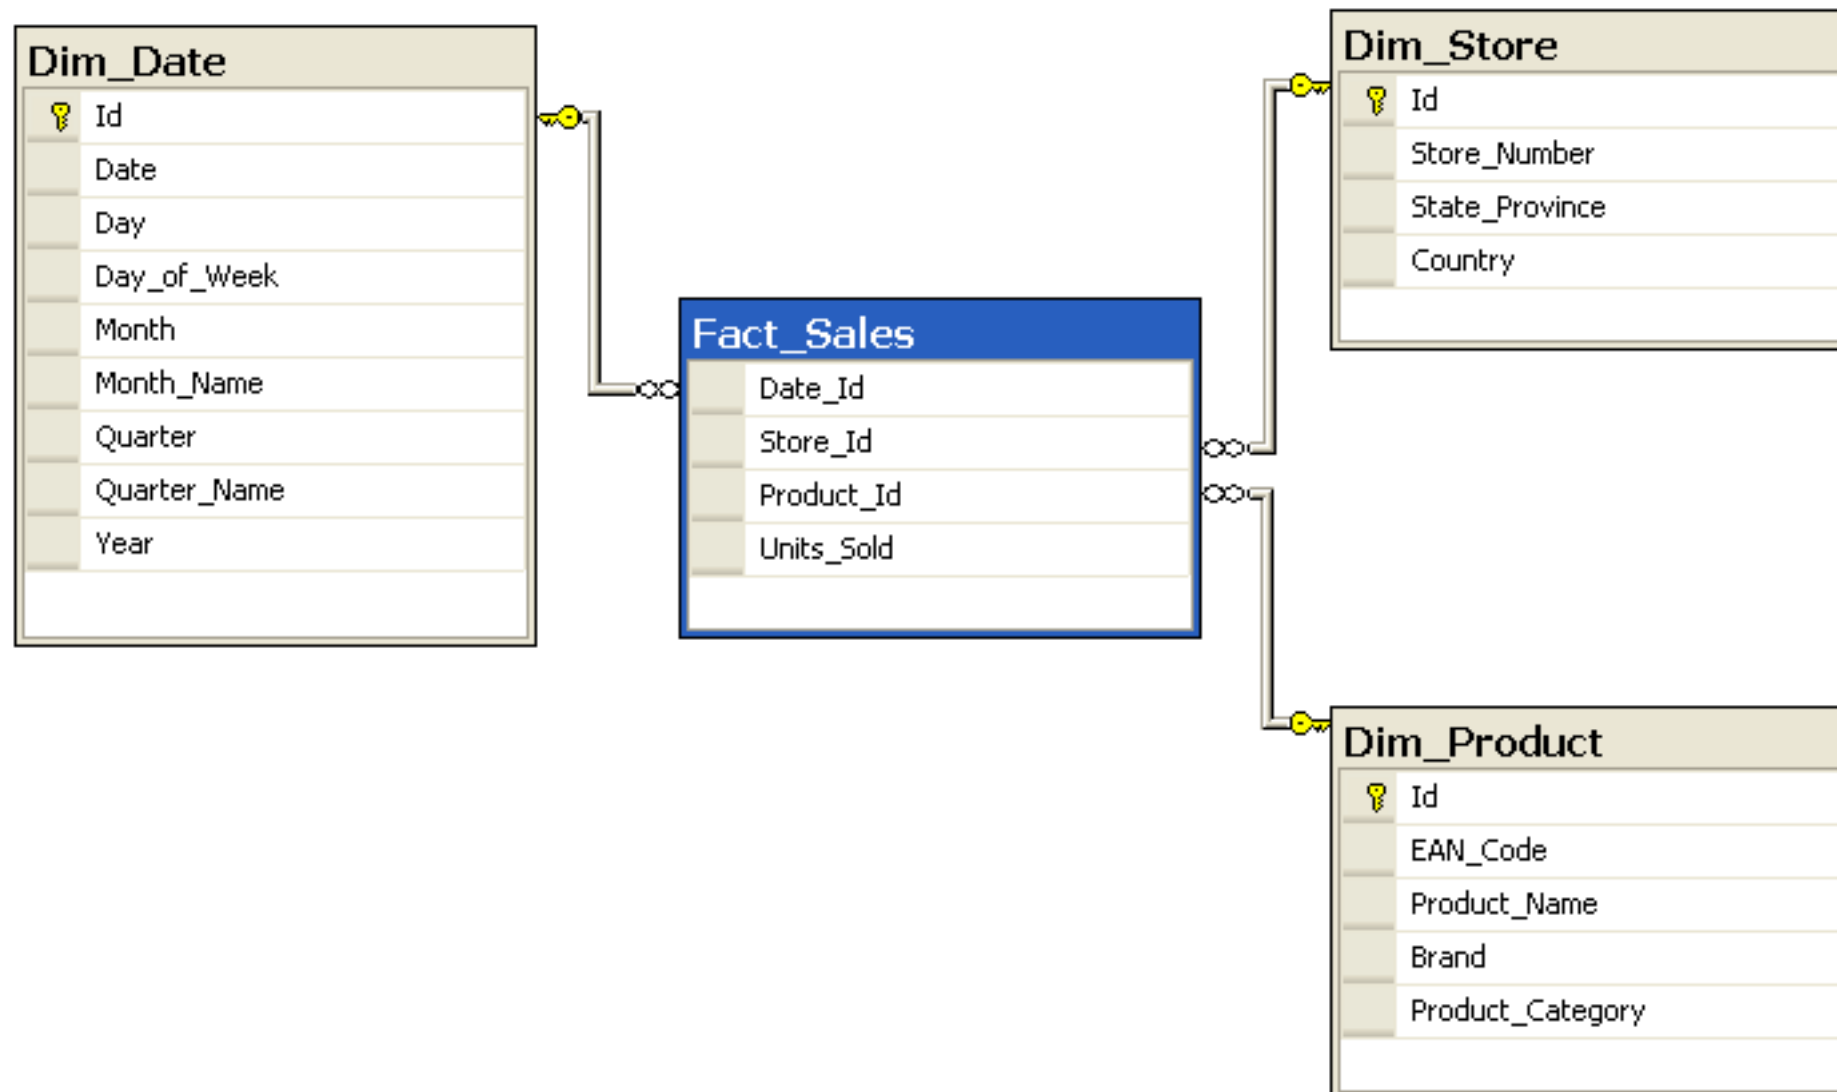 Dim_Date
Id
Date
Day
Day_of_Week
Month
Month_Name
Quarter
Quarter_Name
Year
Fact_Sales
Date_Id
Store_Id
Product_Id
Units_Sold
Dim_Store
Id
Store_Number
State_Province
Country
Dim_Product
Id
EAN_Code
Product_Name
Brand
Product_Category